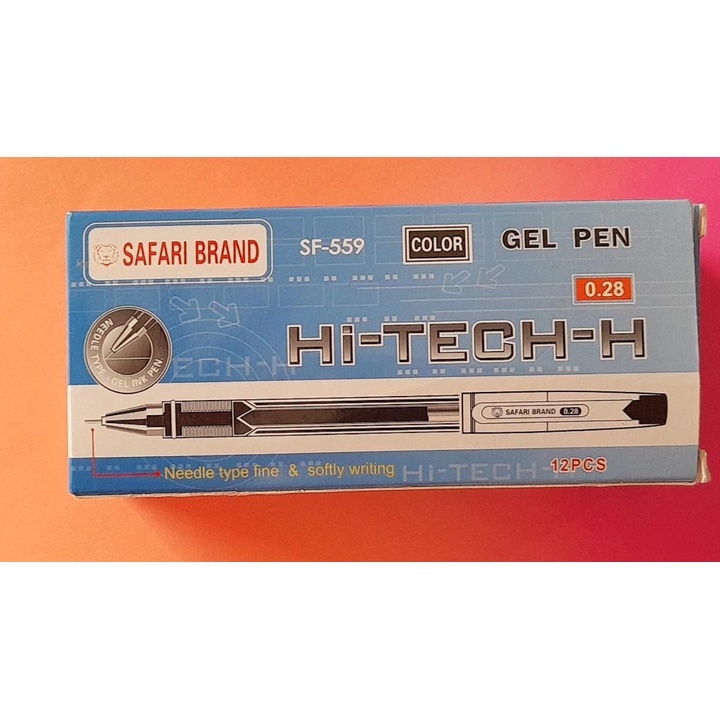 SAFARI BRAND
SF-559
COLOR
GEL PEN
0.28
NEEDLE TYPE • GEL INK PEN
TECH-H
Hi-TECH-H
SAFARI BRAND 0.28
Needle type fine & softly writing
Hi-TECH-H
12PCS